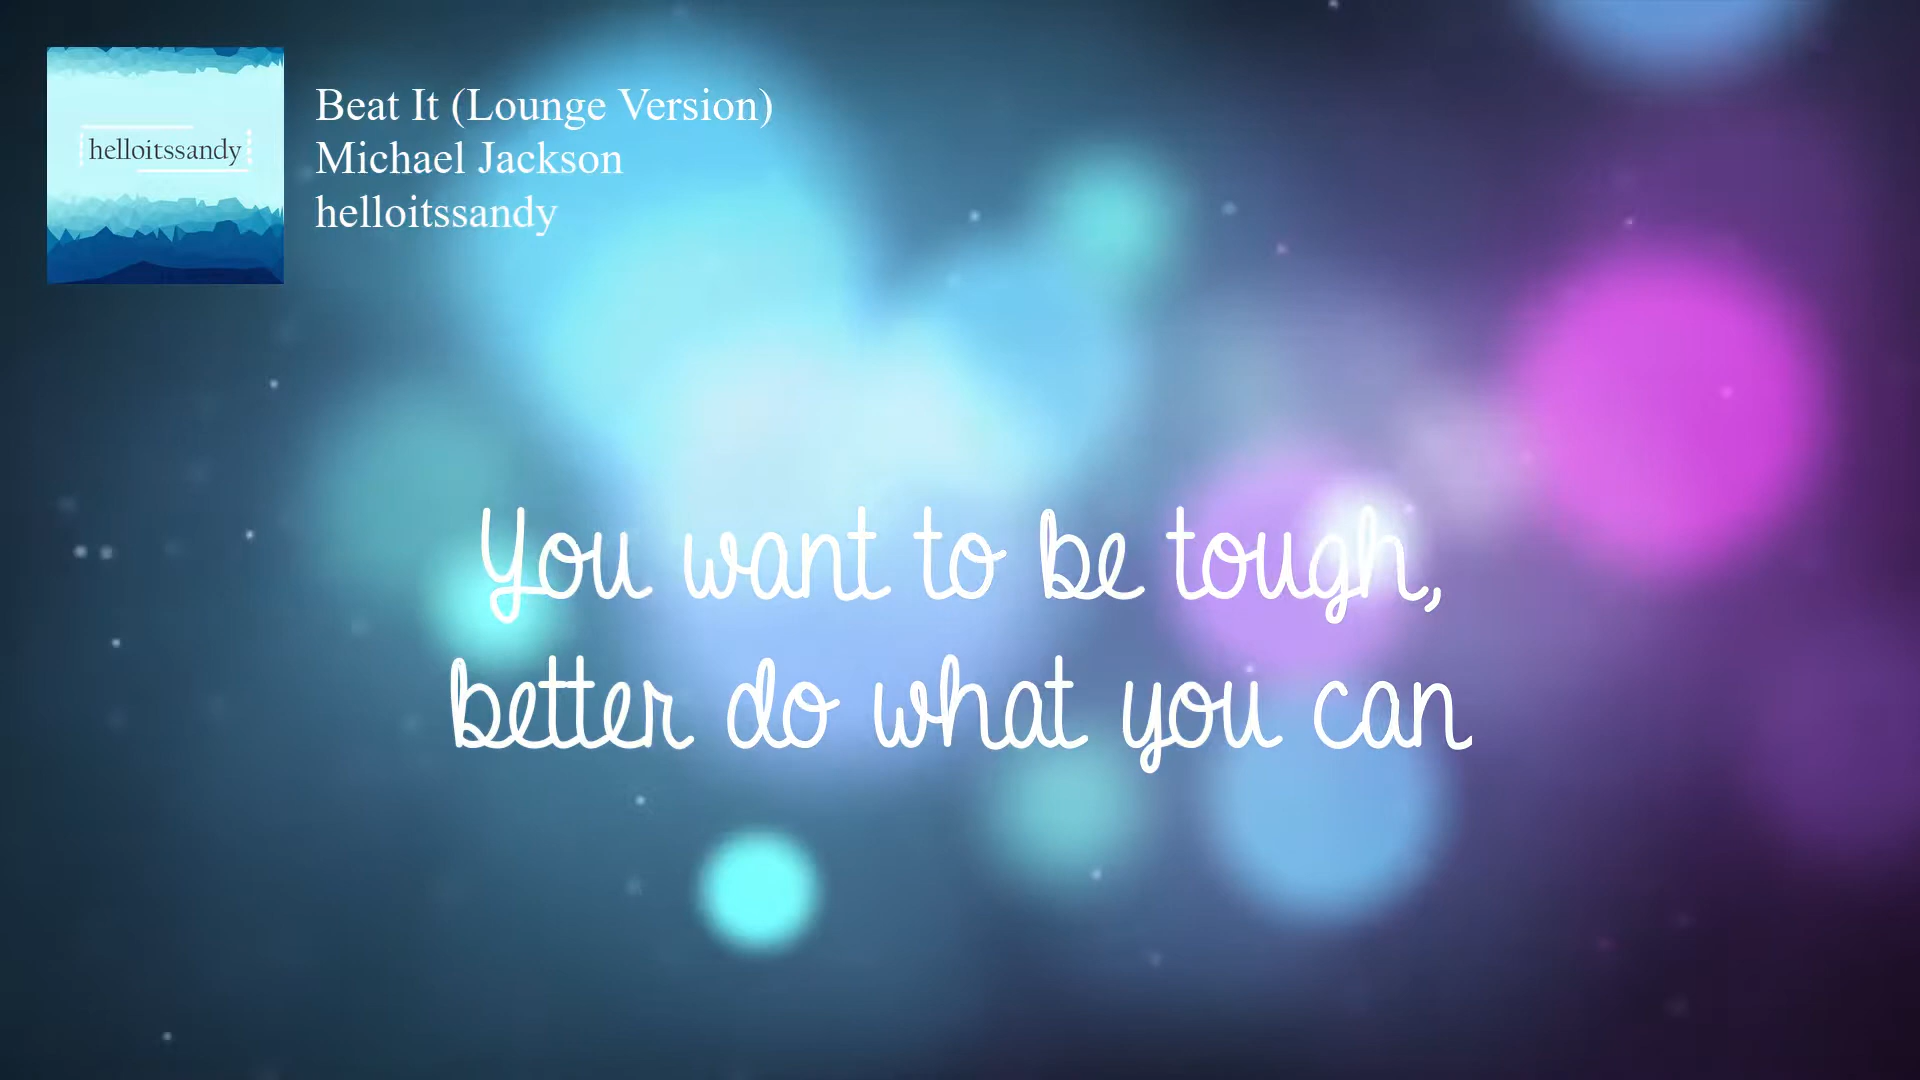 helloitssandy
Beat It (Lounge Version)
Michael Jackson
helloitssandy
You want to be tough,
better do what you can